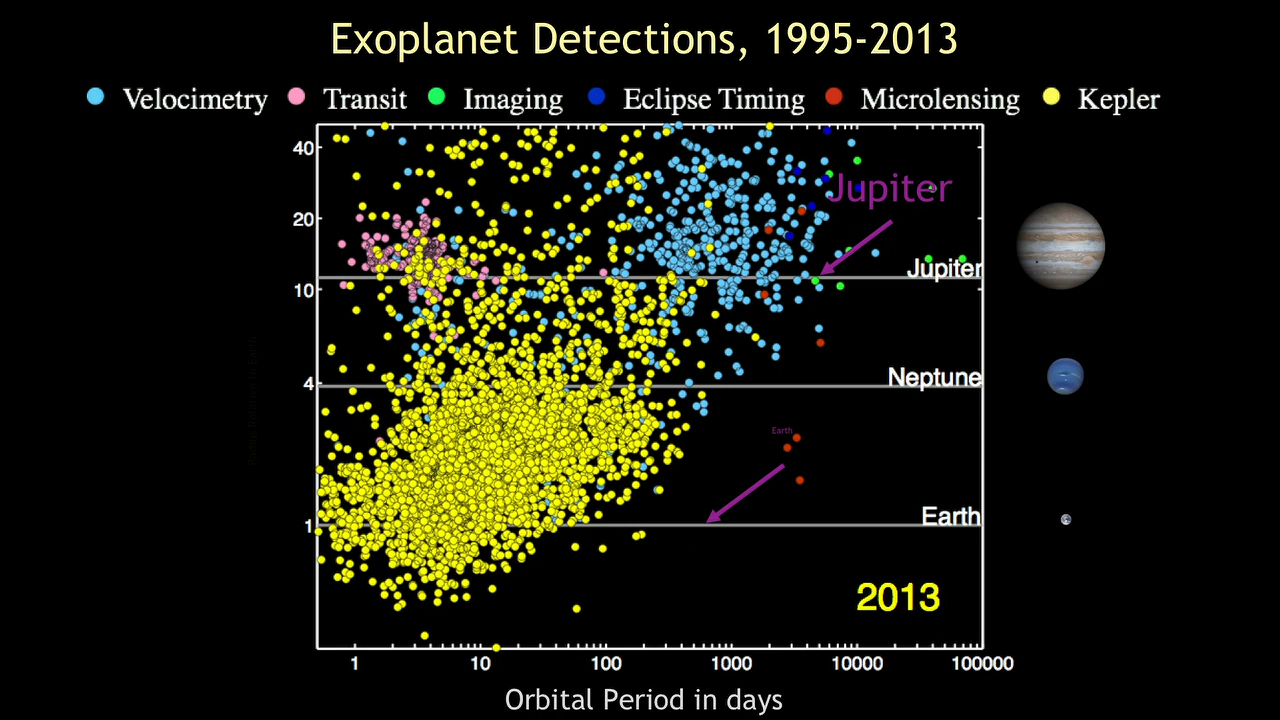 Exoplanet Detections, 1995-2013
Velocimetry Transit Imaging Eclipse Timing Microlensing Kepler
40
20
10
4
1
Jupiter
Jupiter
Neptune
Earth
Earth
2013
1 10 100 1000 10000 100000
Orbital Period in days